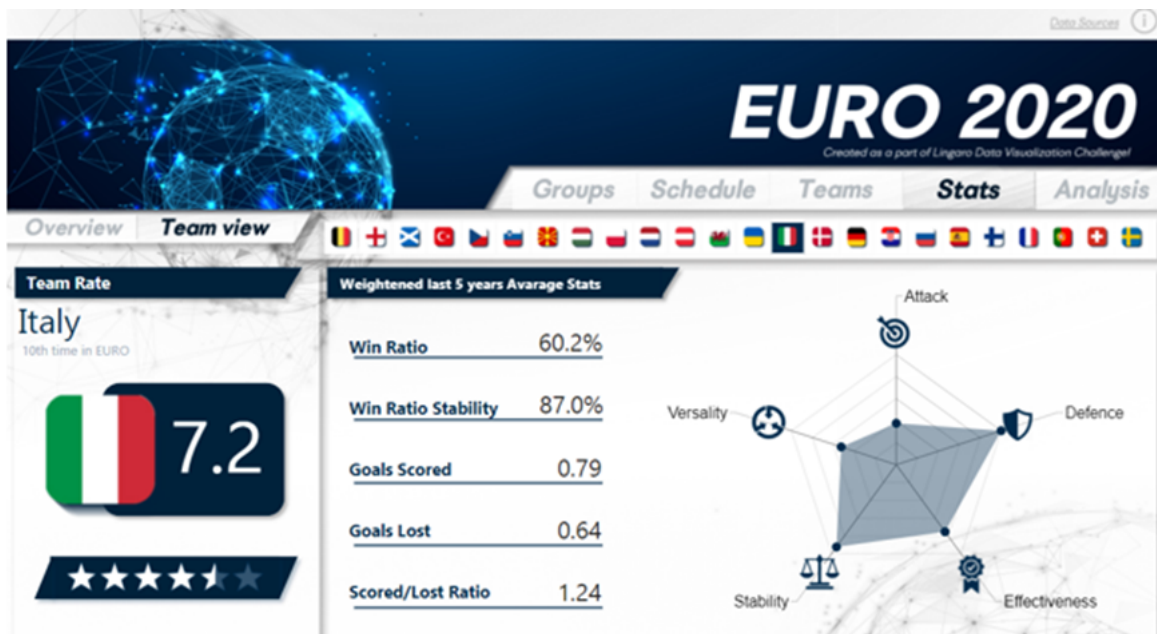 Data Sources
EURO 2020
Created as a part of Lingaro Data Visualization Challenge!
Groups Schedule Teams Stats Analysis
Overview Team view
Team Rate
Italy
10th time in EURO
7.2
Weightened last 5 years Avarage Stats
Win Ratio 60.2%
Win Ratio Stability 87.0%
Goals Scored 0.79
Goals Lost 0.64
Scored/Lost Ratio 1.24
Attack
Versality
Defence
Stability
Effectiveness